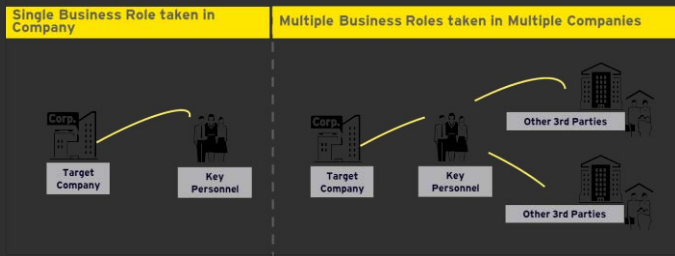 Single Business Role taken in
Company
Multiple Business Roles taken in Multiple Companies
Corp.
Target
Company
Key
Personnel
Corp.
Target
Company
Key
Personnel
Other 3rd Parties
Other 3rd Parties